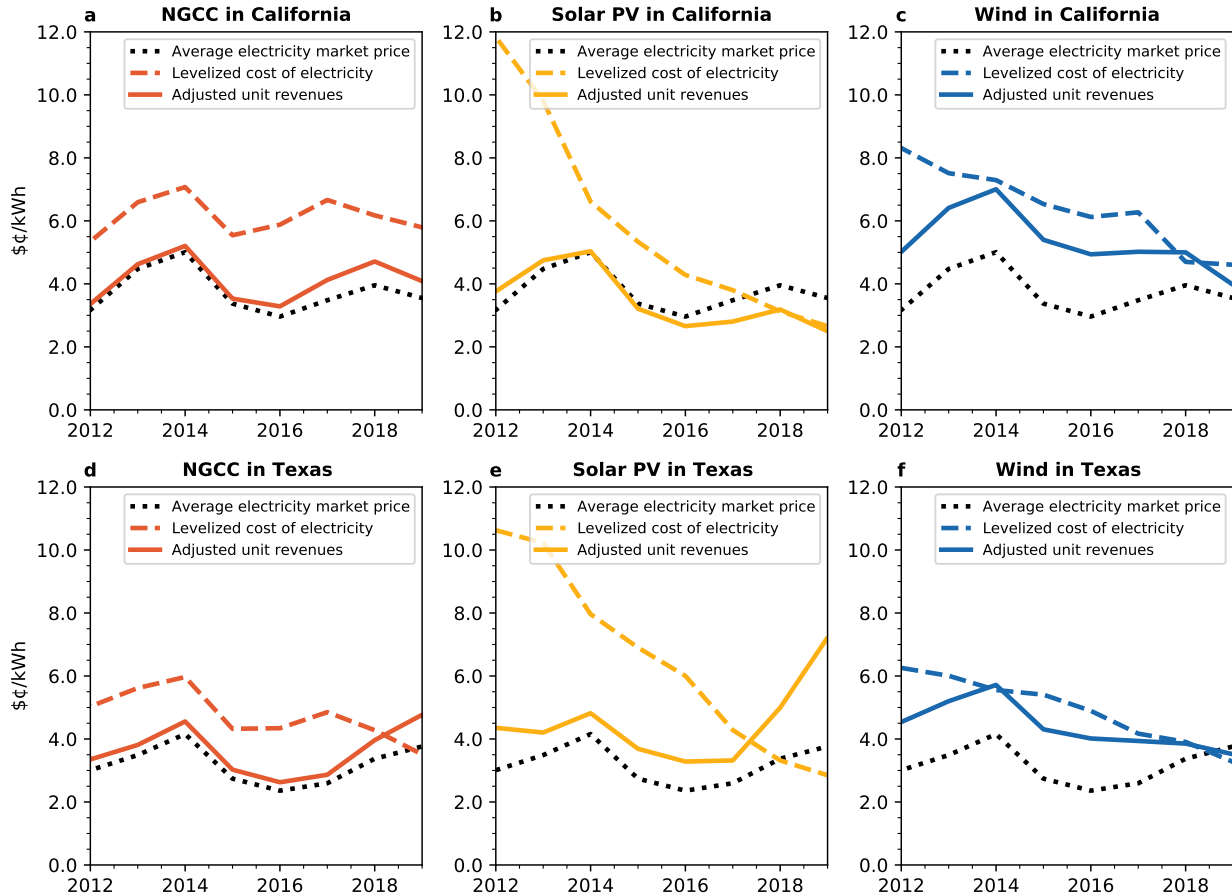 a NGCC in California
12.0
10.0
8.0
6.0
4.0
2.0
0.0
$¢/kWh
Average electricity market price
Levelized cost of electricity
Adjusted unit revenues
2012 2014 2016 2018
b Solar PV in California
12.0
10.0
8.0
6.0
4.0
2.0
0.0
Average electricity market price
Levelized cost of electricity
Adjusted unit revenues
2012 2014 2016 2018
c Wind in California
12.0
10.0
8.0
6.0
4.0
2.0
0.0
Average electricity market price
Levelized cost of electricity
Adjusted unit revenues
2012 2014 2016 2018
d NGCC in Texas
12.0
10.0
8.0
6.0
4.0
2.0
0.0
$¢/kWh
Average electricity market price
Levelized cost of electricity
Adjusted unit revenues
2012 2014 2016 2018
e Solar PV in Texas
12.0
10.0
8.0
6.0
4.0
2.0
0.0
Average electricity market price
Levelized cost of electricity
Adjusted unit revenues
2012 2014 2016 2018
f Wind in Texas
12.0
10.0
8.0
6.0
4.0
2.0
0.0
Average electricity market price
Levelized cost of electricity
Adjusted unit revenues
2012 2014 2016 2018